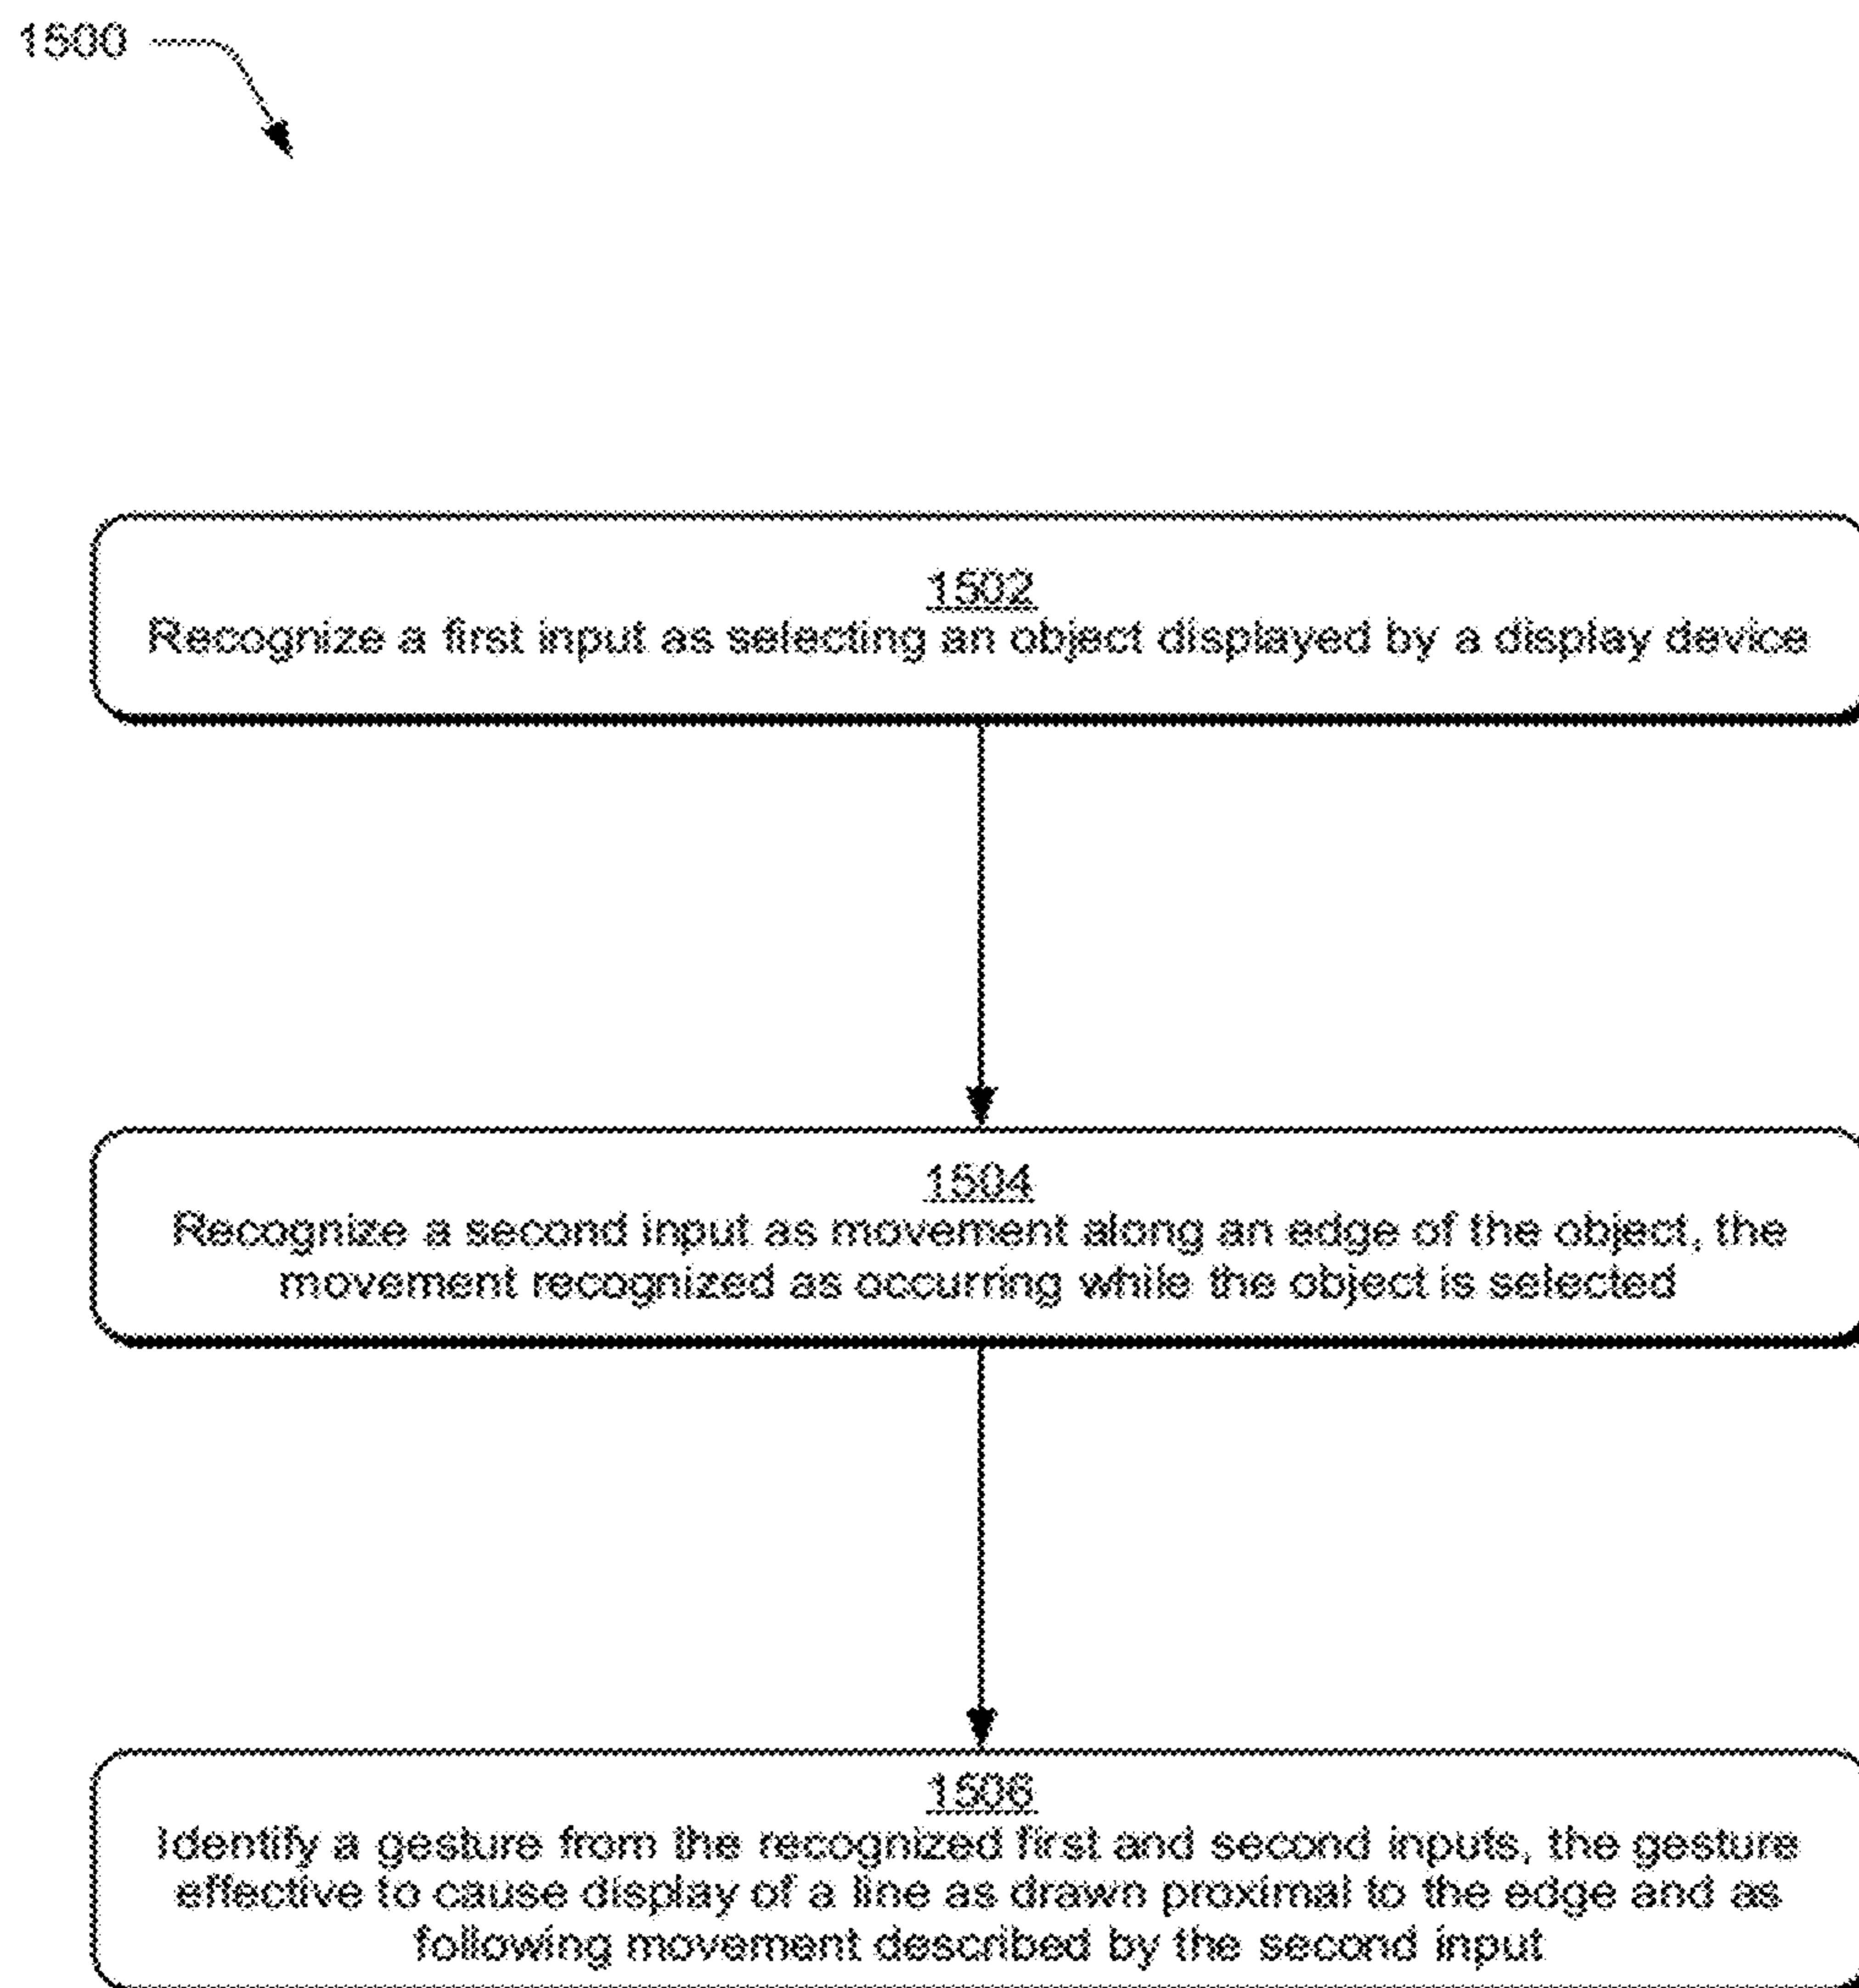 1500
1502
Recognize a first input as selecting an object displayed by a display device
1504
Recognize a second input as movement along an edge of the object, the
movement recognized as occurring while the object is selected
1506
Identify a gesture from the recognized first and second inputs, the gesture
effective to cause display of a line as drawn proximal to the edge and as
following movement described by the second input